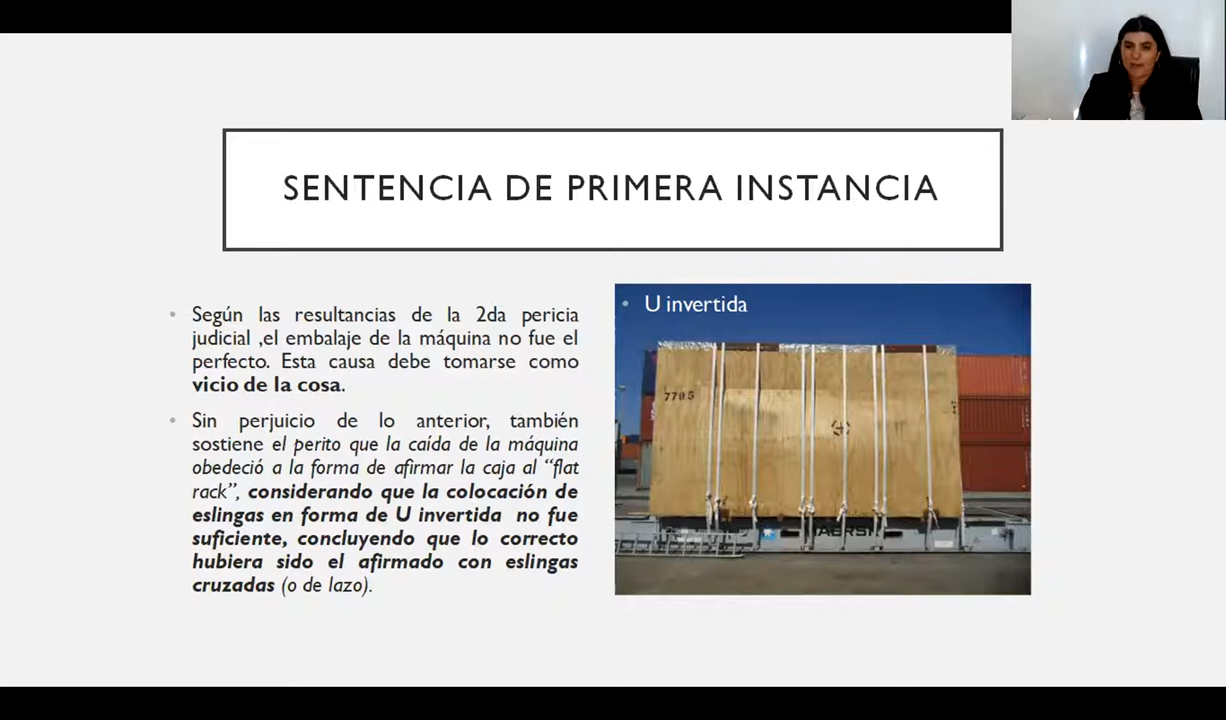 SENTENCIA DE PRIMERA INSTANCIA
• Según las resultancias de la 2da pericia
judicial ,el embalaje de la máquina no fue el
perfecto. Esta causa debe tomarse como
vicio de la cosa.
• Sin perjuicio de lo anterior, también
sostiene el perito que la caída de la máquina
obedeció a la forma de afirmar la caja al “flat
rack”, considerando que la colocación de
eslingas en forma de U invertida no fue
suficiente, concluyendo que lo correcto
hubiera sido el afirmado con eslingas
cruzadas (o de lazo).
• U invertida
7795
MAERSK